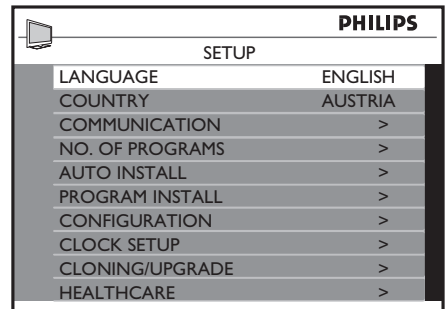 PHILIPS
SETUP
LANGUAGE ENGLISH
COUNTRY AUSTRIA
COMMUNICATION >
NO. OF PROGRAMS >
AUTO INSTALL >
PROGRAM INSTALL >
CONFIGURATION >
CLOCK SETUP >
CLONING/UPGRADE >
HEALTHCARE >